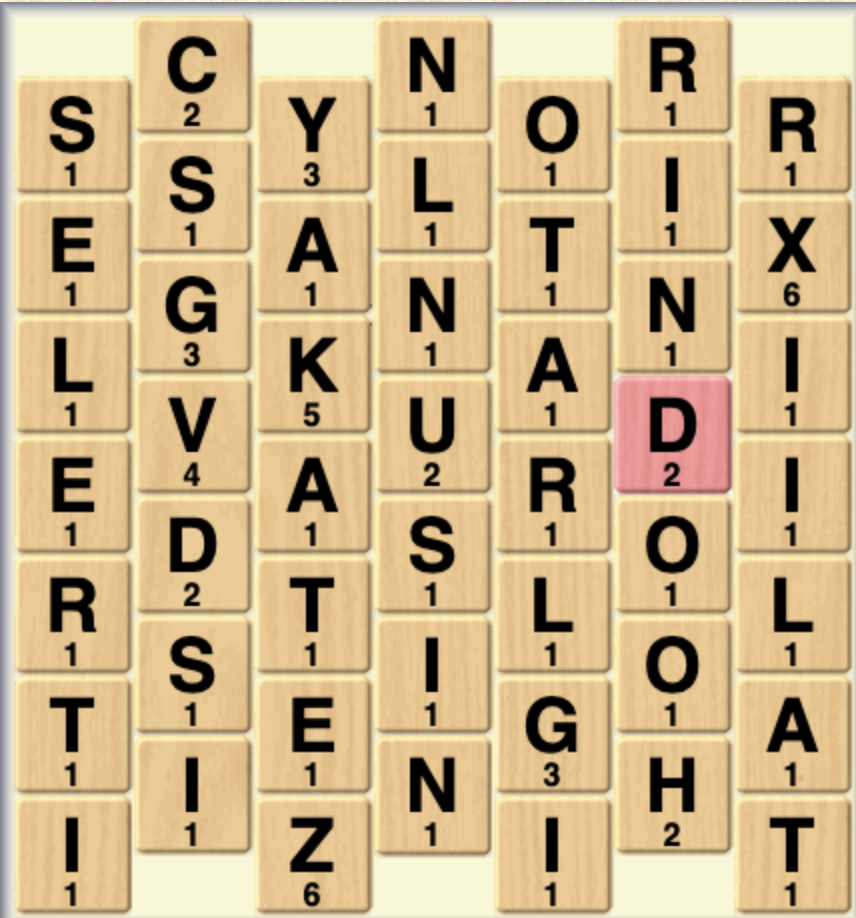 C N R
2 1 1
S Y O R
1 3 1 1
S L I
1 1 1
E A T X
1 1 1 6
G N N
3 1 1
L K A I
1 5 1 1
V U D
4 2 2
E A R I
1 1 1 1
D S O
2 1 1
R T L L
1 1 1 1
S I O
1 1 1
T E G A
1 1 3 1
I N H
1 1 2
I Z I T
1 6 1 1